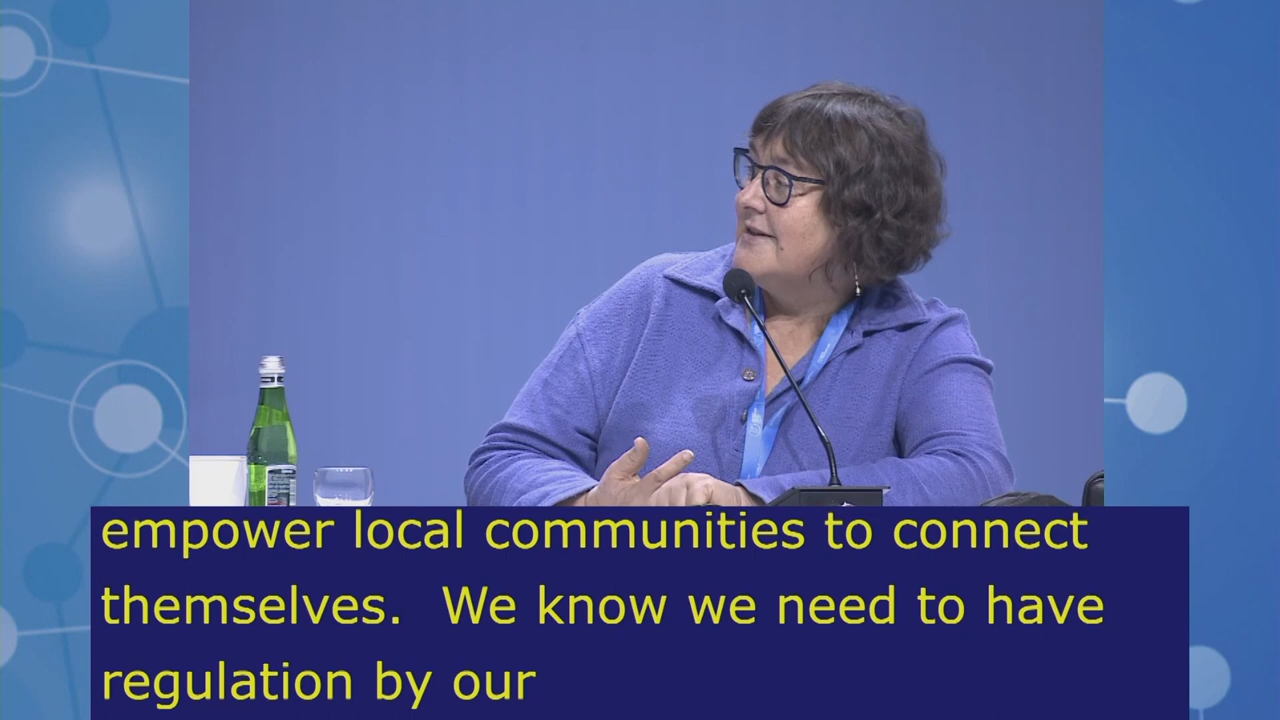 empower local communities to connect
themselves.  We know we need to have
regulation by our